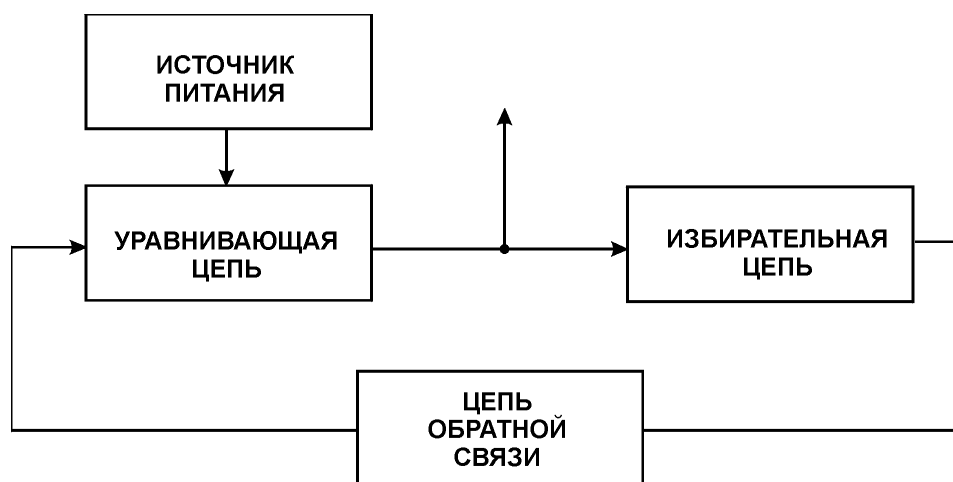 ИСТОЧНИК
ПИТАНИЯ
УРАВНИВАЮЩАЯ
ЦЕПЬ
ИЗБИРАТЕЛЬНАЯ
ЦЕПЬ
ЦЕПЬ
ОБРАТНОЙ
СВЯЗИ